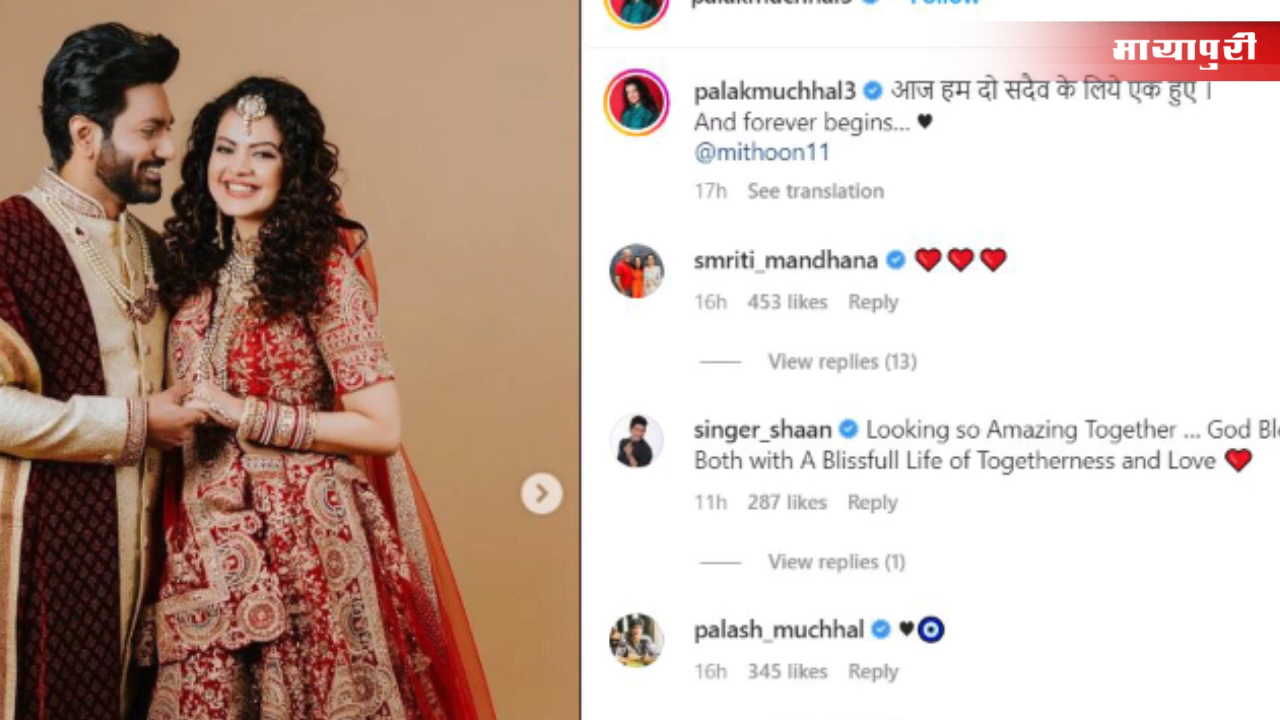 palakmuchhal3 Follow
मायापुरी
palakmuchhal3 आज हम दो सदैव के लिये एक हुए ।
And forever begins... 🖤
@mithoon11
17h See translation
smriti_mandhana ❤️❤️❤️
16h 453 likes Reply
View replies (13)
singer_shaan Looking so Amazing Together ... God
Both with A Blissfull Life of Togetherness and Love ❤️
11h 287 likes Reply
View replies (1)
palash_muchhal 🖤🧿
16h 345 likes Reply